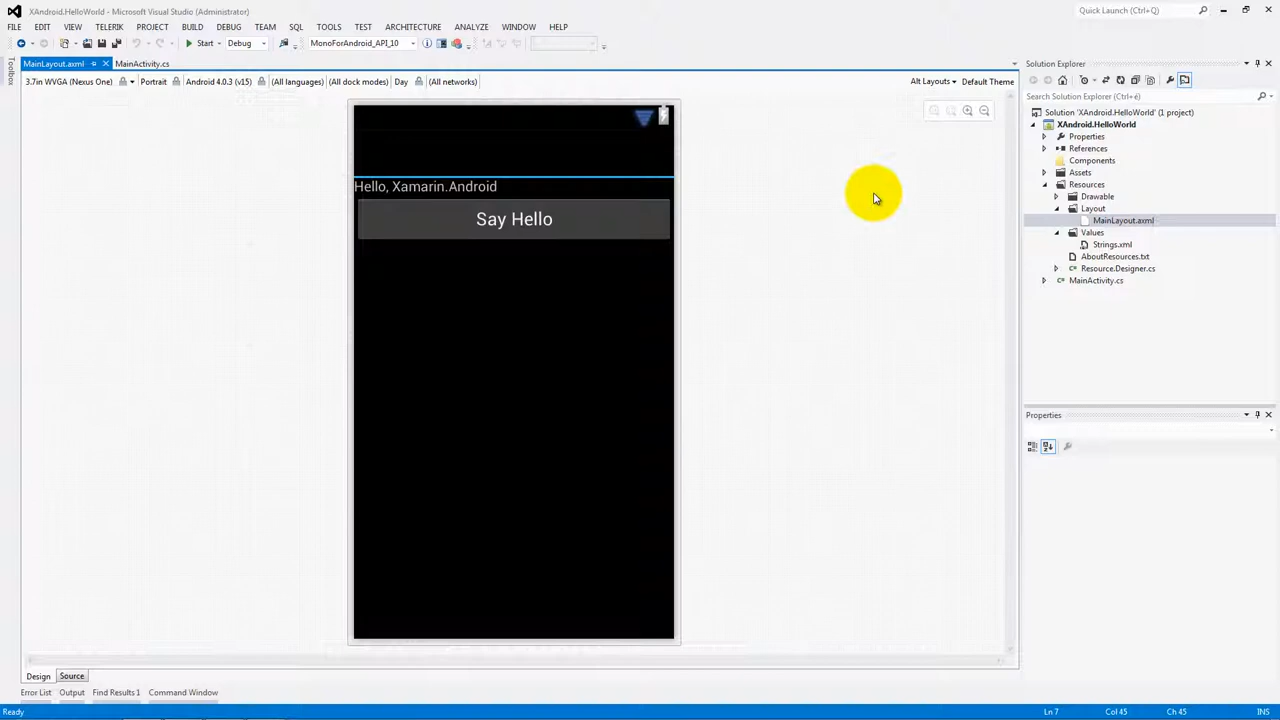 XAndroid.HelloWorld - Microsoft Visual Studio (Administrator)
Quick Launch (Ctrl+Q)
FILE EDIT VIEW TELERIK PROJECT BUILD DEBUG TEAM SQL TOOLS TEST ARCHITECTURE ANALYZE WINDOW HELP
Start Debug MonoForAndroid_API_10
Toolbox
MainLayout.axml MainActivity.cs
3.7in WVGA (Nexus One) Portrait Android 4.0.3 (v15) (All languages) (All dock modes) Day (All networks) Alt Layouts Default Theme
Hello, Xamarin.Android
Say Hello
Solution Explorer
Search Solution Explorer (Ctrl+é)
Solution 'XAndroid.HelloWorld' (1 project)
XAndroid.HelloWorld
Properties
References
Components
Assets
Resources
Drawable
Layout
MainLayout.axml
Values
Strings.xml
AboutResources.txt
Resource.Designer.cs
MainActivity.cs
Properties
Design Source
Error List Output Find Results 1 Command Window
Ready Ln 7 Col 45 Ch 45 INS